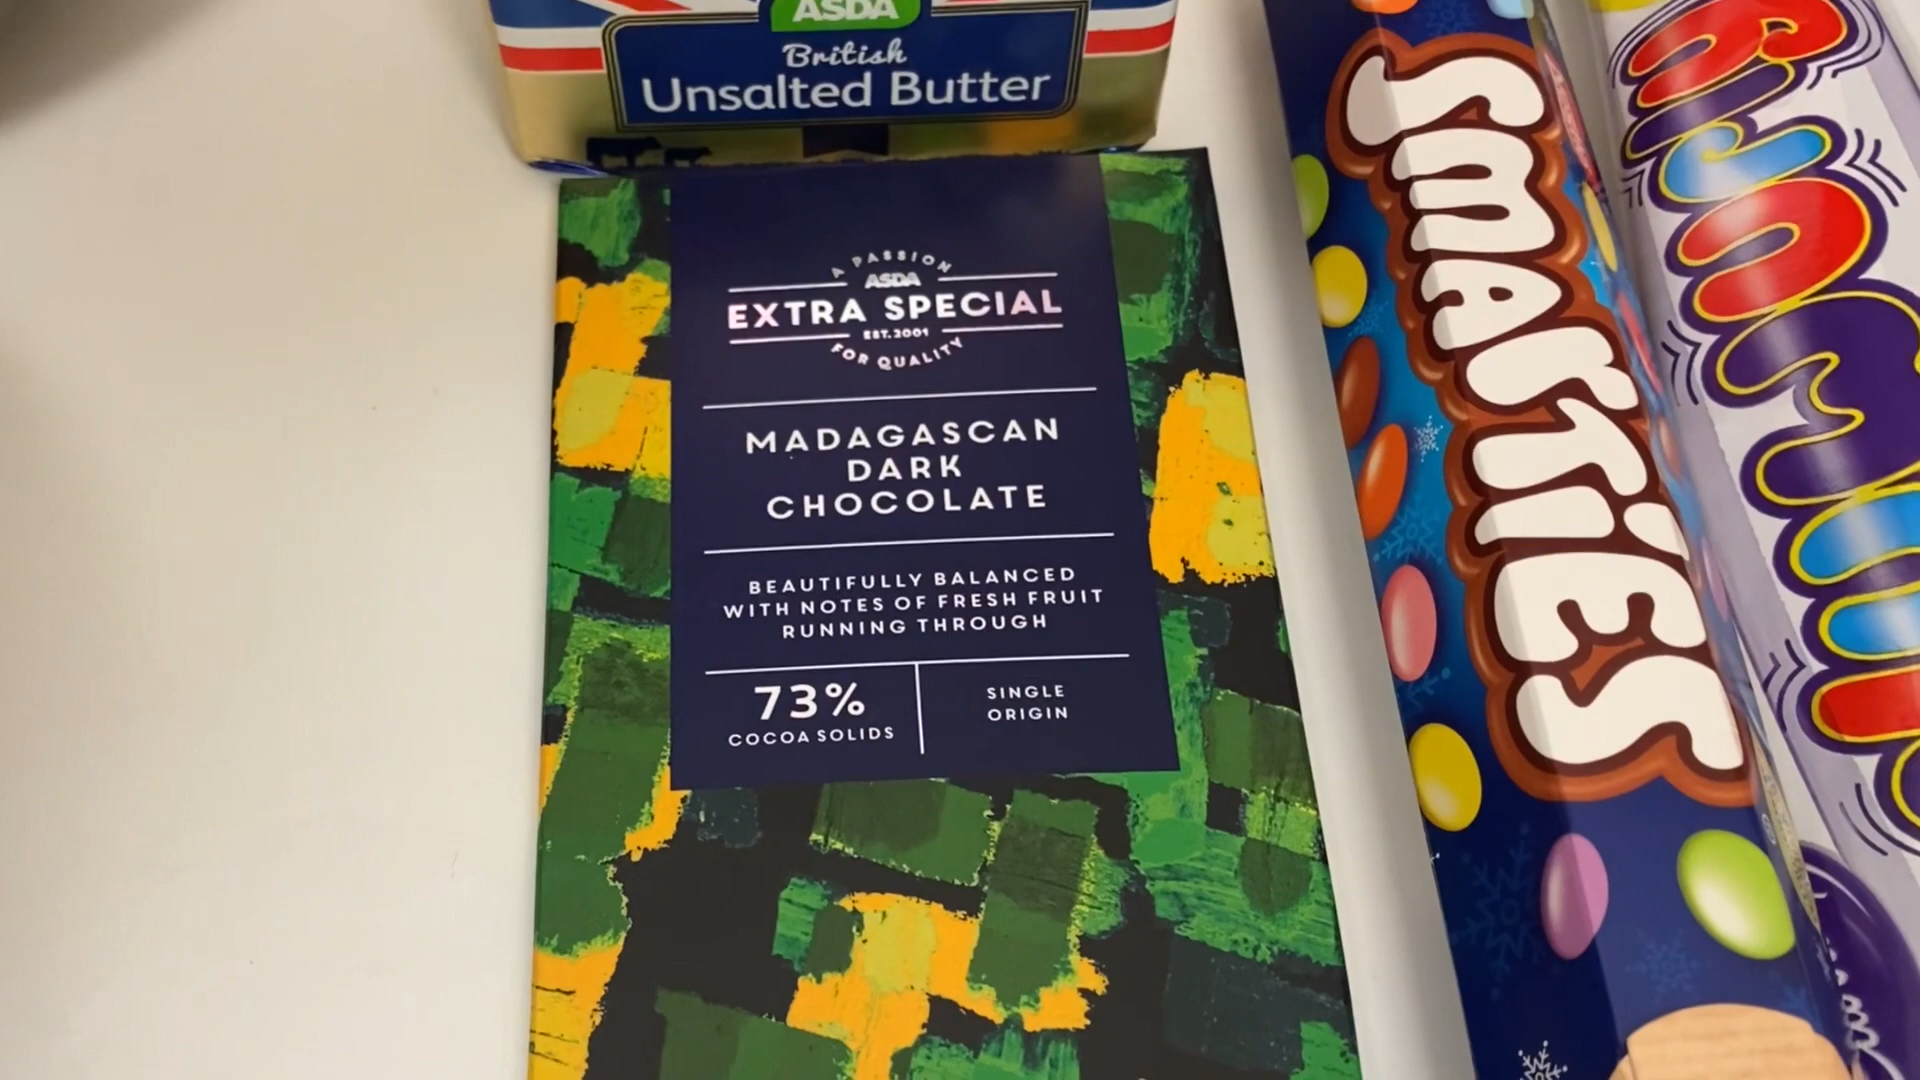 ASDA
British
Unsalted Butter
A PASSION
ASDA
EXTRA SPECIAL
EST. 2001
FOR QUALITY
MADAGASCAN
DARK
CHOCOLATE
BEAUTIFULLY BALANCED
WITH NOTES OF FRESH FRUIT
RUNNING THROUGH
73%
COCOA SOLIDS
SINGLE
ORIGIN
SMARTIES